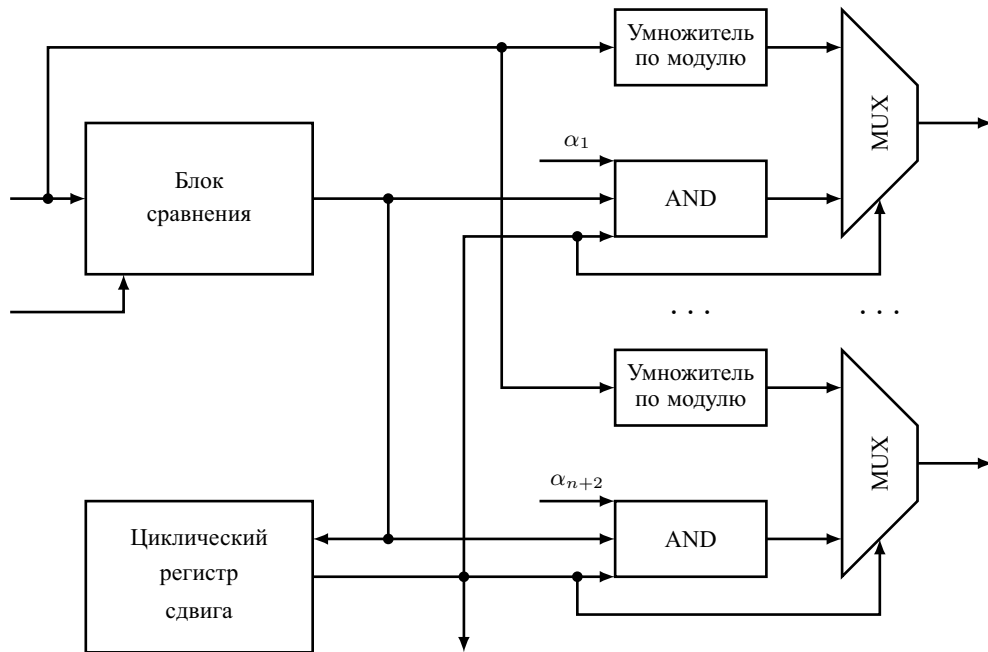 Умножитель
по модулю
MUX
α₁
Блок
сравнения
AND
. . .
. . .
Умножитель
по модулю
MUX
αₙ₊₂
AND
Циклический
регистр
сдвига